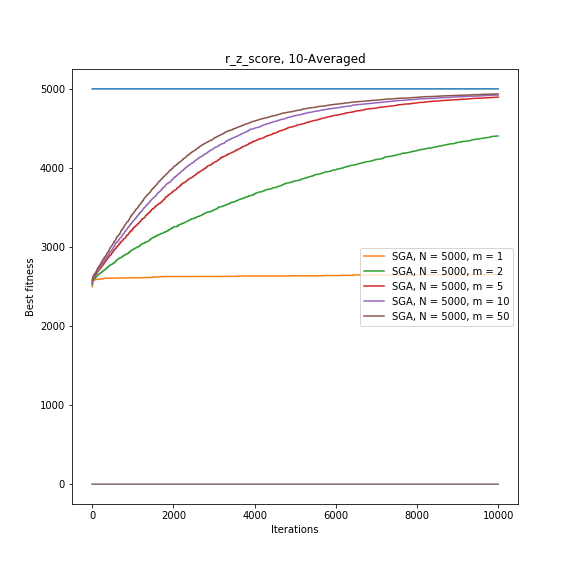 r_z_score, 10-Averaged
Best fitness
5000
4000
3000
2000
1000
0
SGA, N = 5000, m = 1
SGA, N = 5000, m = 2
SGA, N = 5000, m = 5
SGA, N = 5000, m = 10
SGA, N = 5000, m = 50
0 2000 4000 6000 8000 10000
Iterations